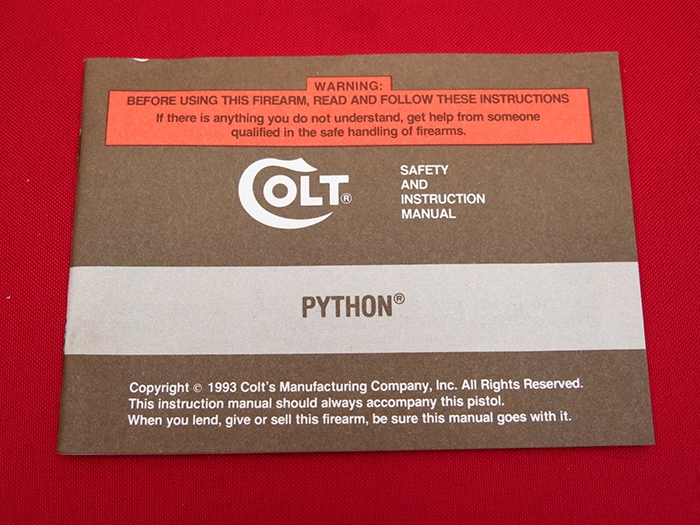 WARNING:
BEFORE USING THIS FIREARM, READ AND FOLLOW THESE INSTRUCTIONS
If there is anything you do not understand, get help from someone
qualified in the safe handling of firearms.
COLT®
SAFETY
AND
INSTRUCTION
MANUAL
PYTHON®
Copyright © 1993 Colt's Manufacturing Company, Inc. All Rights Reserved.
This instruction manual should always accompany this pistol.
When you lend, give or sell this firearm, be sure this manual goes with it.